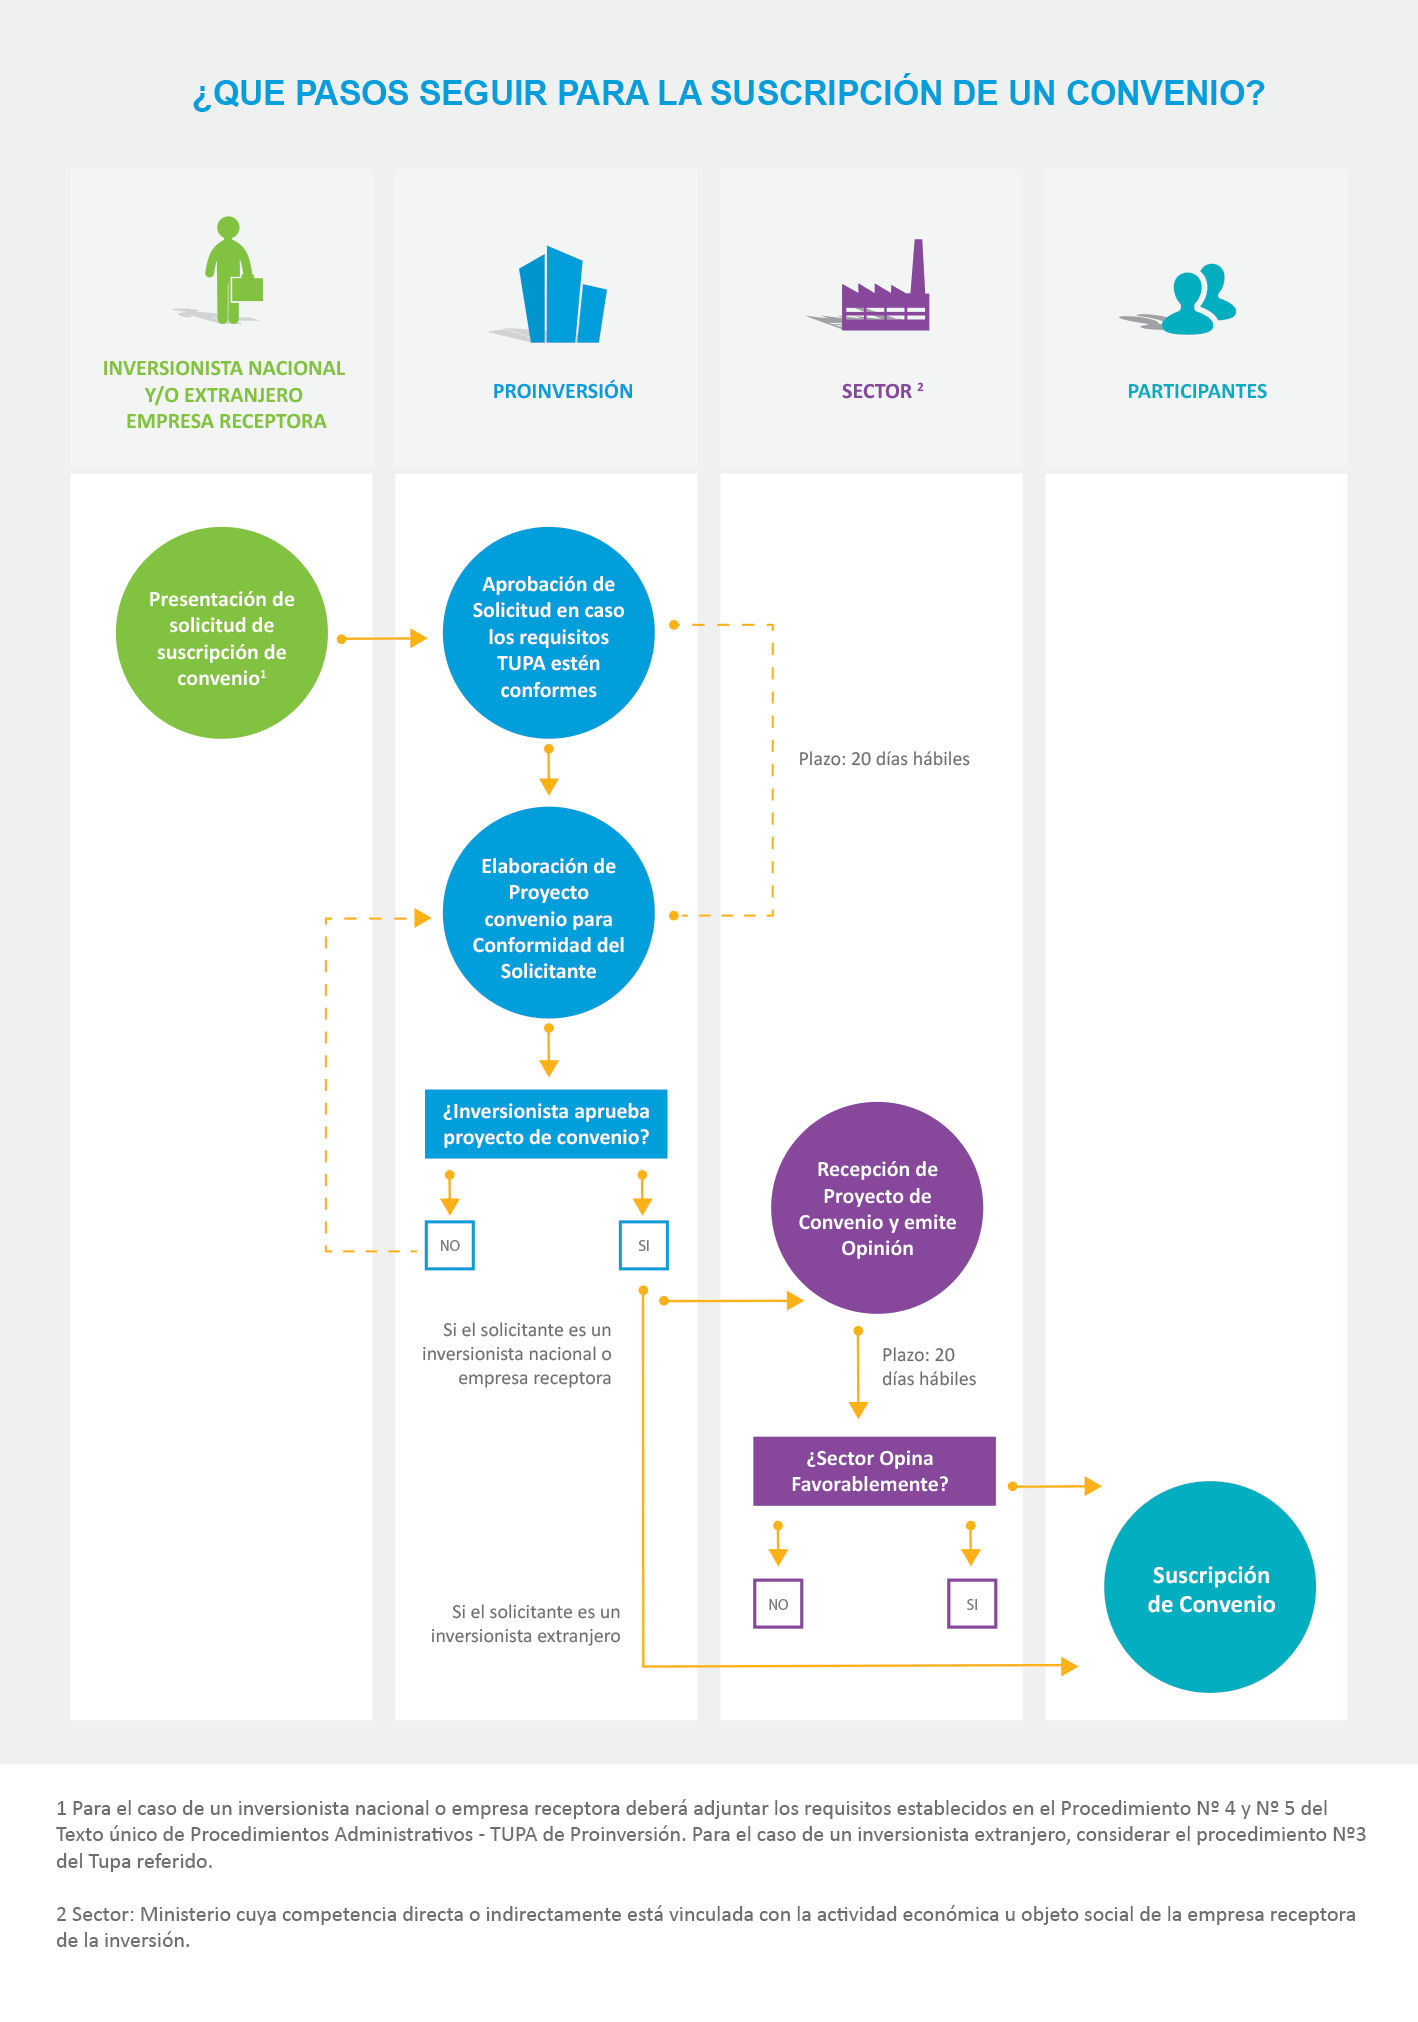 ¿QUE PASOS SEGUIR PARA LA SUSCRIPCIÓN DE UN CONVENIO?
INVERSIONISTA NACIONAL
Y/O EXTRANJERO
EMPRESA RECEPTORA
PROINVERSIÓN
SECTOR ²
PARTICIPANTES
Presentación de
solicitud de
suscripción de
convenio¹
Aprobación de
Solicitud en caso
los requisitos
TUPA estén
conformes
Plazo: 20 días hábiles
Elaboración de
Proyecto
convenio para
Conformidad del
Solicitante
¿Inversionista aprueba
proyecto de convenio?
NO
SI
Recepción de
Proyecto de
Convenio y emite
Opinión
Si el solicitante es un
inversionista nacional o
empresa receptora
Plazo: 20
días hábiles
¿Sector Opina
Favorablemente?
NO
SI
Suscripción
de Convenio
Si el solicitante es un
inversionista extranjero
1 Para el caso de un inversionista nacional o empresa receptora deberá adjuntar los requisitos establecidos en el Procedimiento Nº 4 y Nº 5 del
Texto único de Procedimientos Administrativos - TUPA de Proinversión. Para el caso de un inversionista extranjero, considerar el procedimiento Nº3
del Tupa referido.
2 Sector: Ministerio cuya competencia directa o indirectamente está vinculada con la actividad económica u objeto social de la empresa receptora
de la inversión.